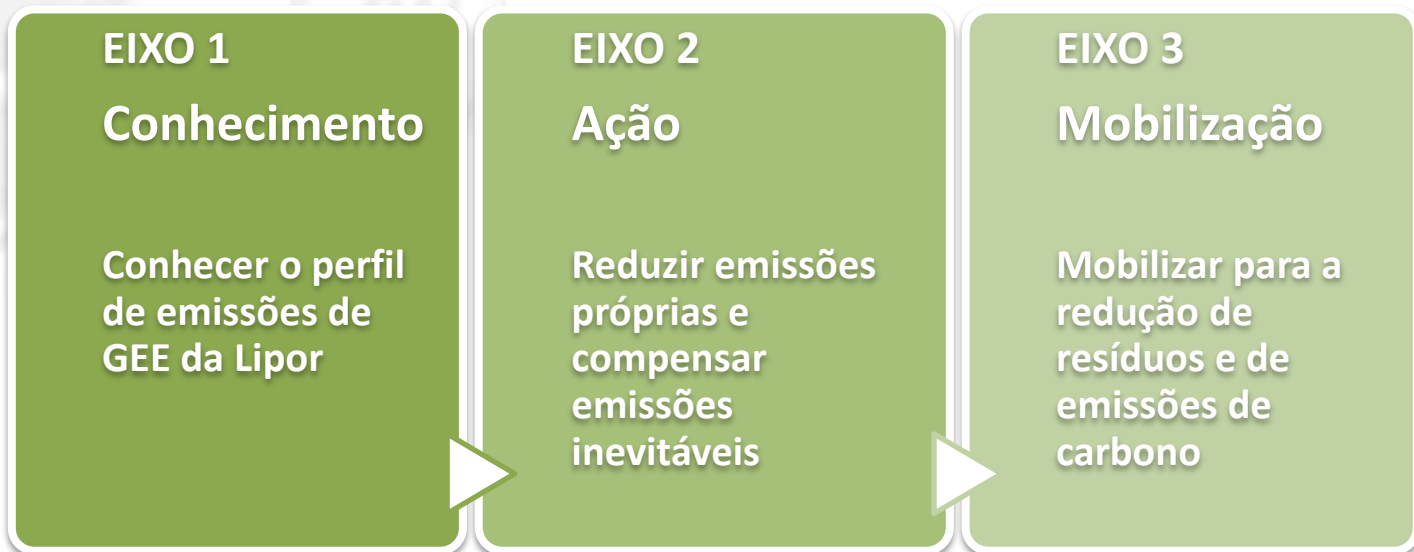 EIXO 1
Conhecimento
Conhecer o perfil
de emissões de
GEE da Lipor
EIXO 2
Ação
Reduzir emissões
próprias e
compensar
emissões
inevitáveis
EIXO 3
Mobilização
Mobilizar para a
redução de
resíduos e de
emissões de
carbono